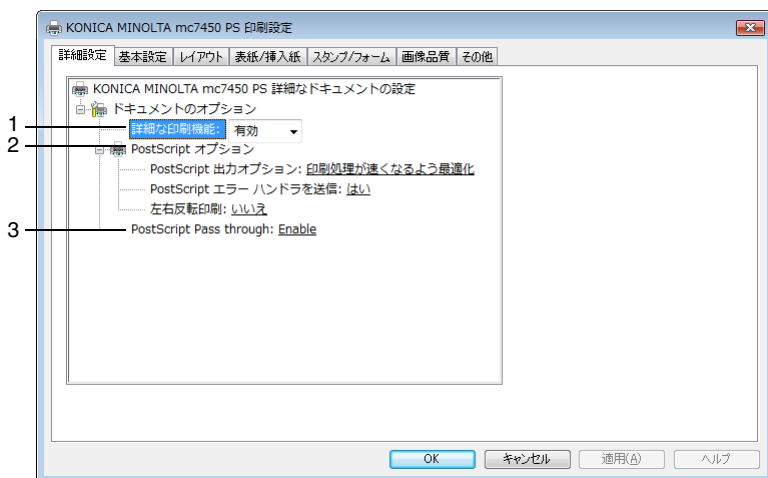 KONICA MINOLTA mc7450 PS 印刷設定
詳細設定 基本設定 レイアウト 表紙/挿入紙 スタンプ/フォーム 画像品質 その他
KONICA MINOLTA mc7450 PS 詳細なドキュメントの設定
ドキュメントのオプション
1 詳細な印刷機能: 有効
2 PostScript オプション
PostScript 出力オプション: 印刷処理が速くなるよう最適化
PostScript エラー ハンドラを送信: はい
左右反転印刷: いいえ
3 PostScript Pass through: Enable
OK キャンセル 適用(A) ヘルプ